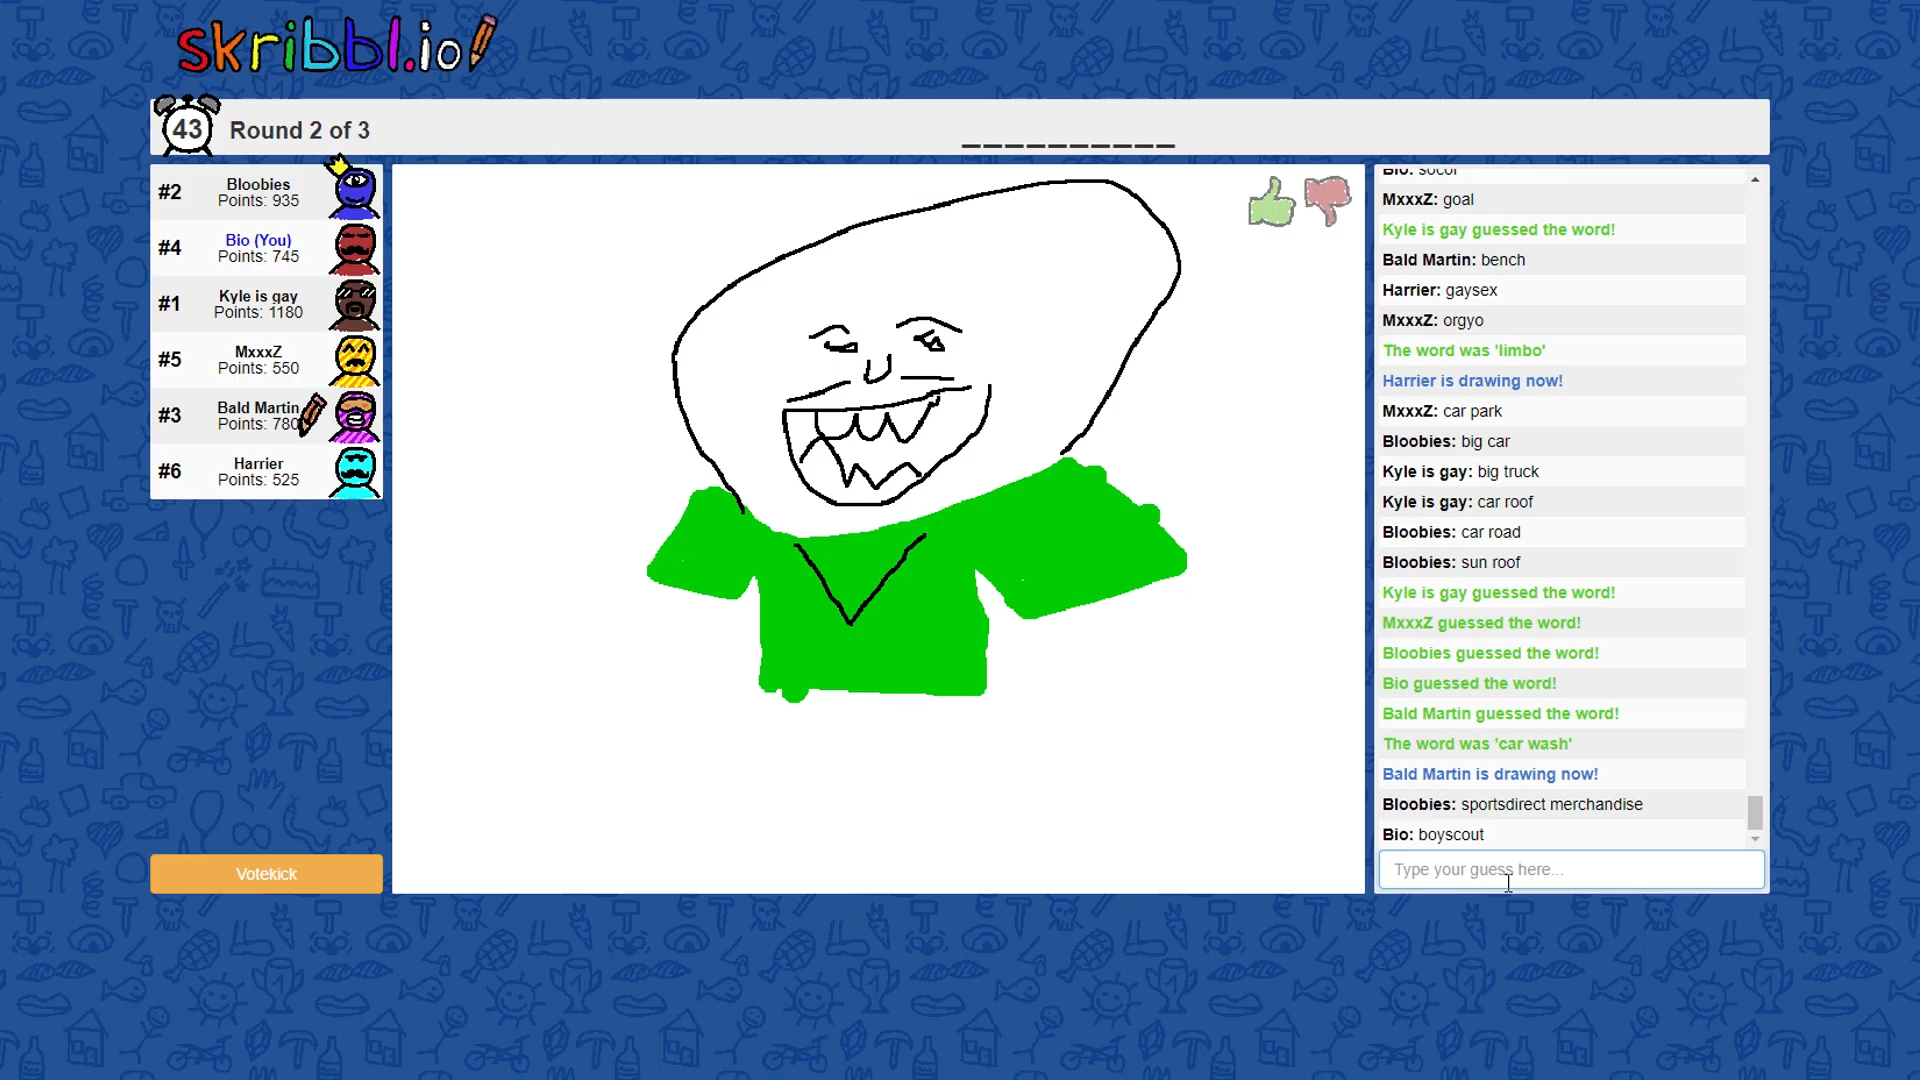 skribbl.io
43
Round 2 of 3
__________
#2
Bloobies
Points: 935
#4
Bio (You)
Points: 745
#1
Kyle is gay
Points: 1180
#5
MxxxZ
Points: 550
#3
Bald Martin
Points: 780
#6
Harrier
Points: 525
Votekick
Bio: socor
MxxxZ: goal
Kyle is gay guessed the word!
Bald Martin: bench
Harrier: gaysex
MxxxZ: orgyo
The word was 'limbo'
Harrier is drawing now!
MxxxZ: car park
Bloobies: big car
Kyle is gay: big truck
Kyle is gay: car roof
Bloobies: car road
Bloobies: sun roof
Kyle is gay guessed the word!
MxxxZ guessed the word!
Bloobies guessed the word!
Bio guessed the word!
Bald Martin guessed the word!
The word was 'car wash'
Bald Martin is drawing now!
Bloobies: sportsdirect merchandise
Bio: boyscout
Type your guess here...